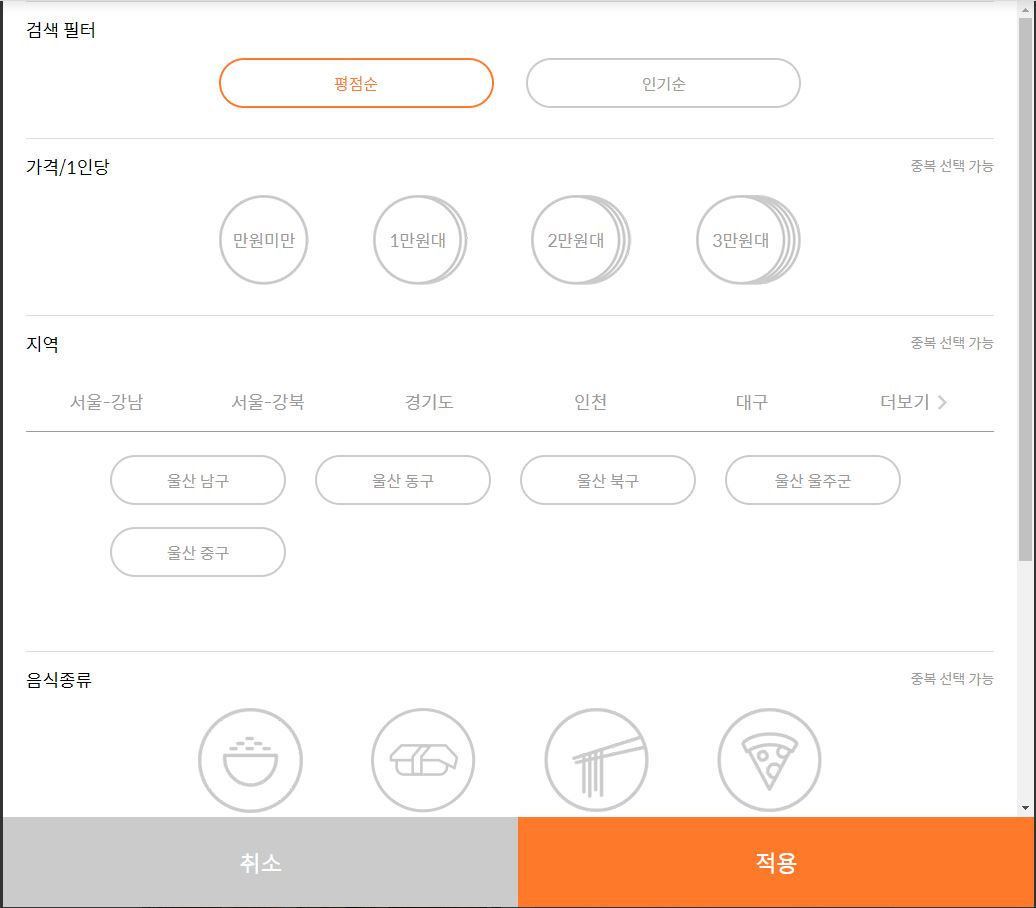 검색 필터
평점순 인기순
가격/1인당 중복 선택 가능
만원미만 1만원대 2만원대 3만원대
지역 중복 선택 가능
서울-강남 서울-강북 경기도 인천 대구 더보기
울산 남구 울산 동구 울산 북구 울산 울주군
울산 중구
음식종류 중복 선택 가능
취소 적용